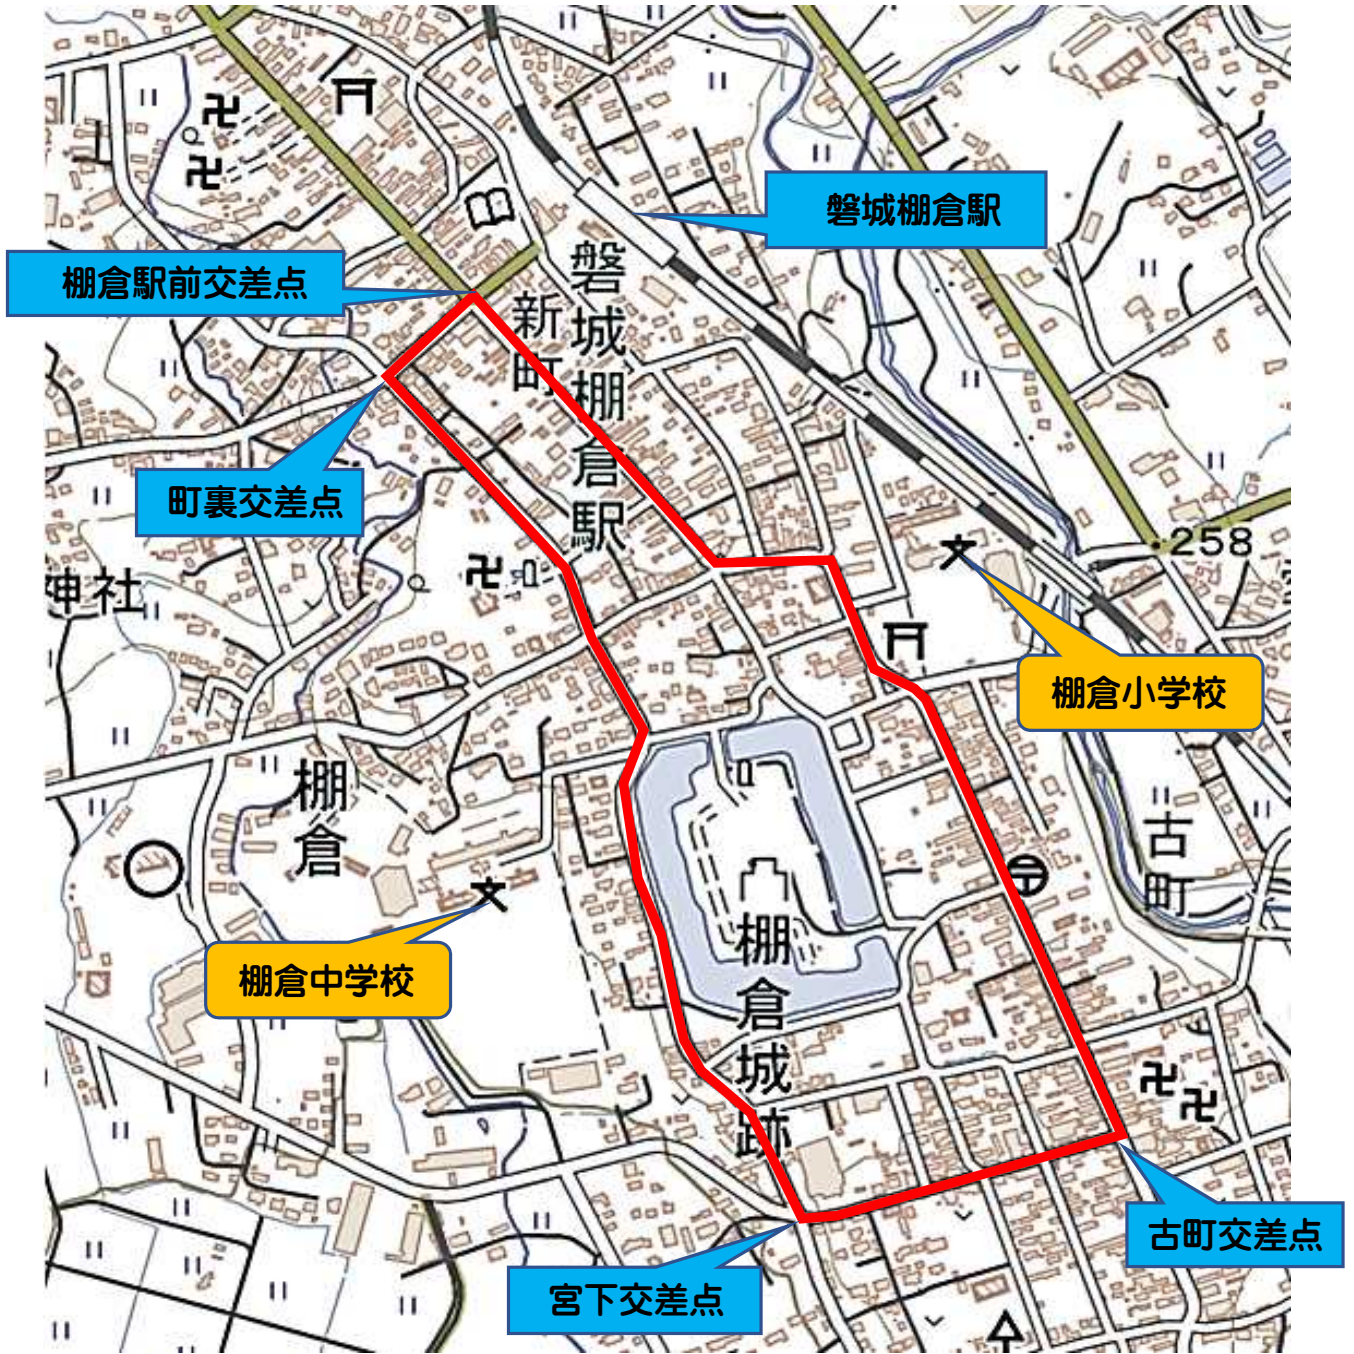 磐城棚倉駅
棚倉駅前交差点
磐城棚倉駅
新町
町裏交差点
258
神社
棚倉小学校
棚倉
古町
棚倉中学校
棚倉城跡
古町交差点
宮下交差点